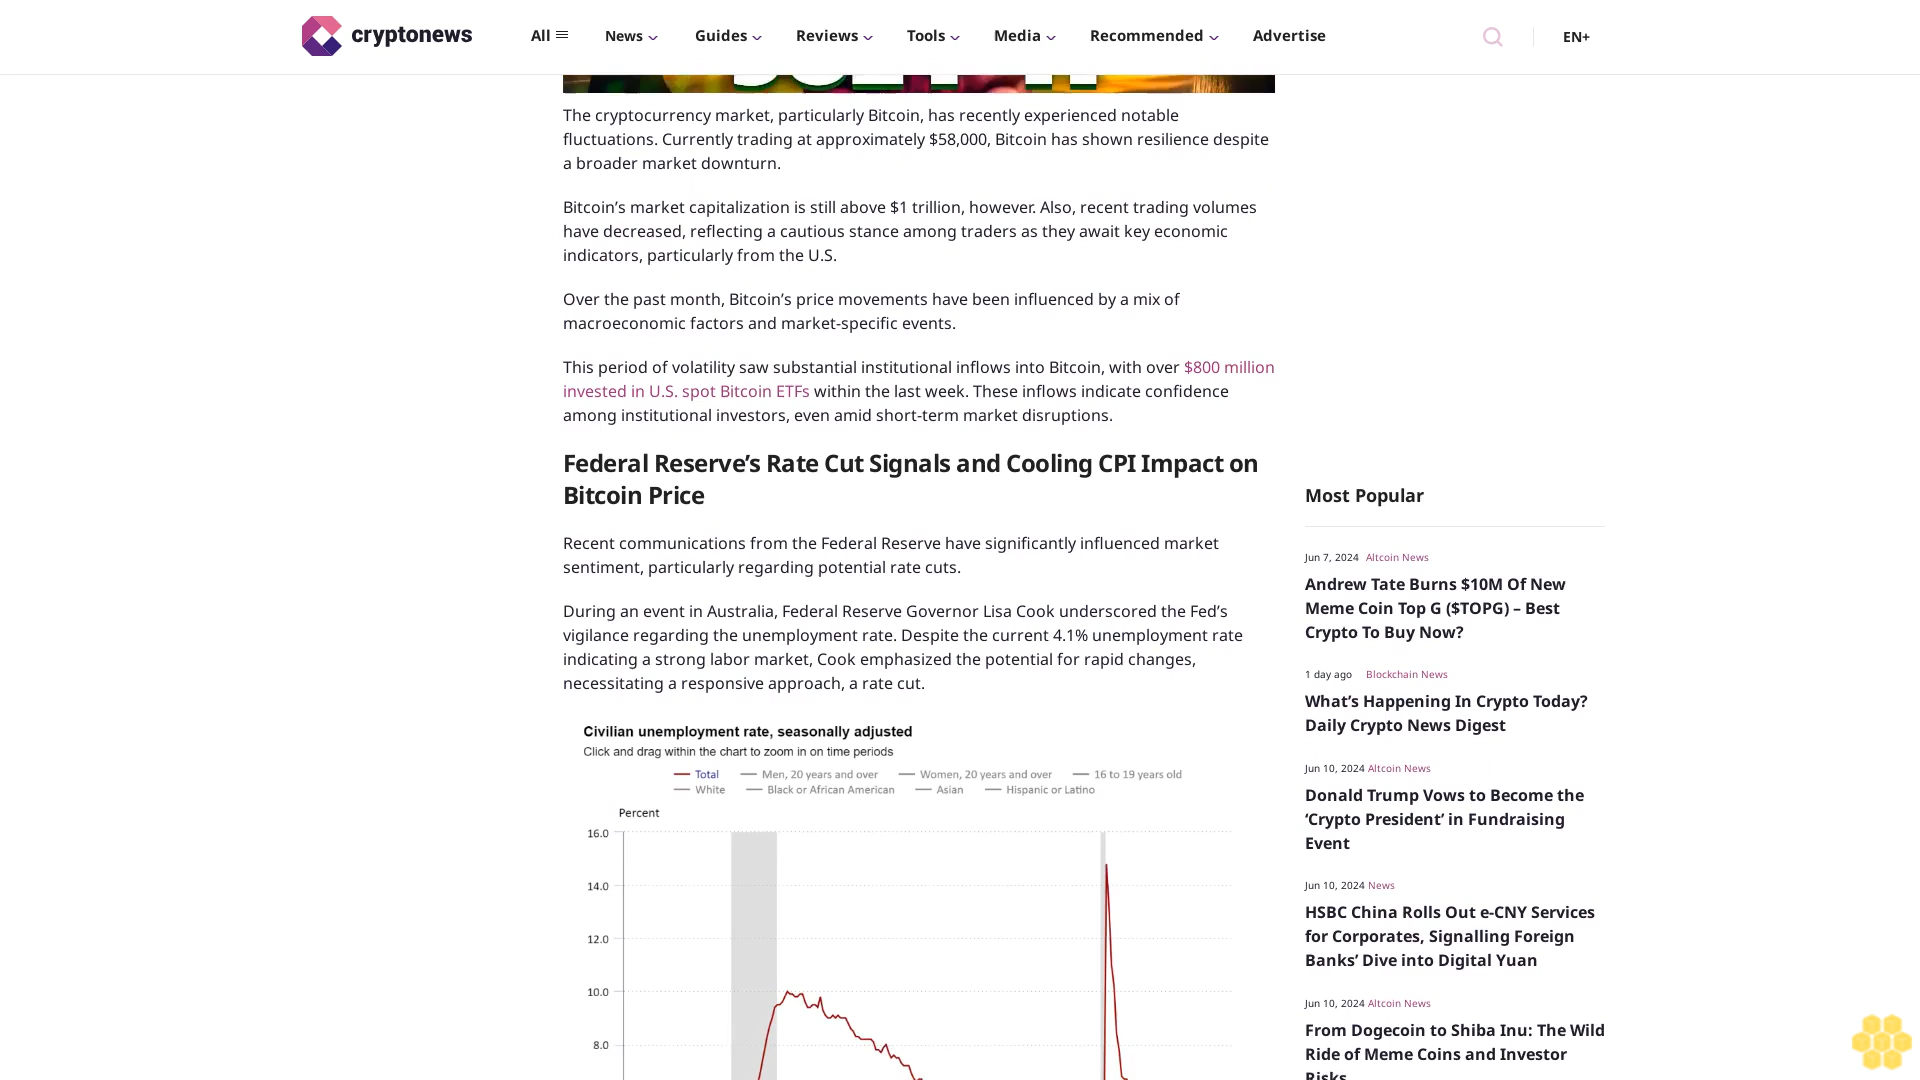 cryptonews
All
News
Guides
Reviews
Tools
Media
Recommended
Advertise
EN+
The cryptocurrency market, particularly Bitcoin, has recently experienced notable
fluctuations. Currently trading at approximately $58,000, Bitcoin has shown resilience despite
a broader market downturn.
Bitcoin’s market capitalization is still above $1 trillion, however. Also, recent trading volumes
have decreased, reflecting a cautious stance among traders as they await key economic
indicators, particularly from the U.S.
Over the past month, Bitcoin’s price movements have been influenced by a mix of
macroeconomic factors and market-specific events.
This period of volatility saw substantial institutional inflows into Bitcoin, with over $800 million
invested in U.S. spot Bitcoin ETFs within the last week. These inflows indicate confidence
among institutional investors, even amid short-term market disruptions.
Federal Reserve’s Rate Cut Signals and Cooling CPI Impact on
Bitcoin Price
Recent communications from the Federal Reserve have significantly influenced market
sentiment, particularly regarding potential rate cuts.
During an event in Australia, Federal Reserve Governor Lisa Cook underscored the Fed’s
vigilance regarding the unemployment rate. Despite the current 4.1% unemployment rate
indicating a strong labor market, Cook emphasized the potential for rapid changes,
necessitating a responsive approach, a rate cut.
Civilian unemployment rate, seasonally adjusted
Click and drag within the chart to zoom in on time periods
Total Men, 20 years and over Women, 20 years and over 16 to 19 years old
White Black or African American Asian Hispanic or Latino
Percent
16.0
14.0
12.0
10.0
8.0
Most Popular
Jun 7, 2024 Altcoin News
Andrew Tate Burns $10M Of New
Meme Coin Top G ($TOPG) – Best
Crypto To Buy Now?
1 day ago Blockchain News
What’s Happening In Crypto Today?
Daily Crypto News Digest
Jun 10, 2024 Altcoin News
Donald Trump Vows to Become the
‘Crypto President’ in Fundraising
Event
Jun 10, 2024 News
HSBC China Rolls Out e-CNY Services
for Corporates, Signalling Foreign
Banks’ Dive into Digital Yuan
Jun 10, 2024 Altcoin News
From Dogecoin to Shiba Inu: The Wild
Ride of Meme Coins and Investor
Risks